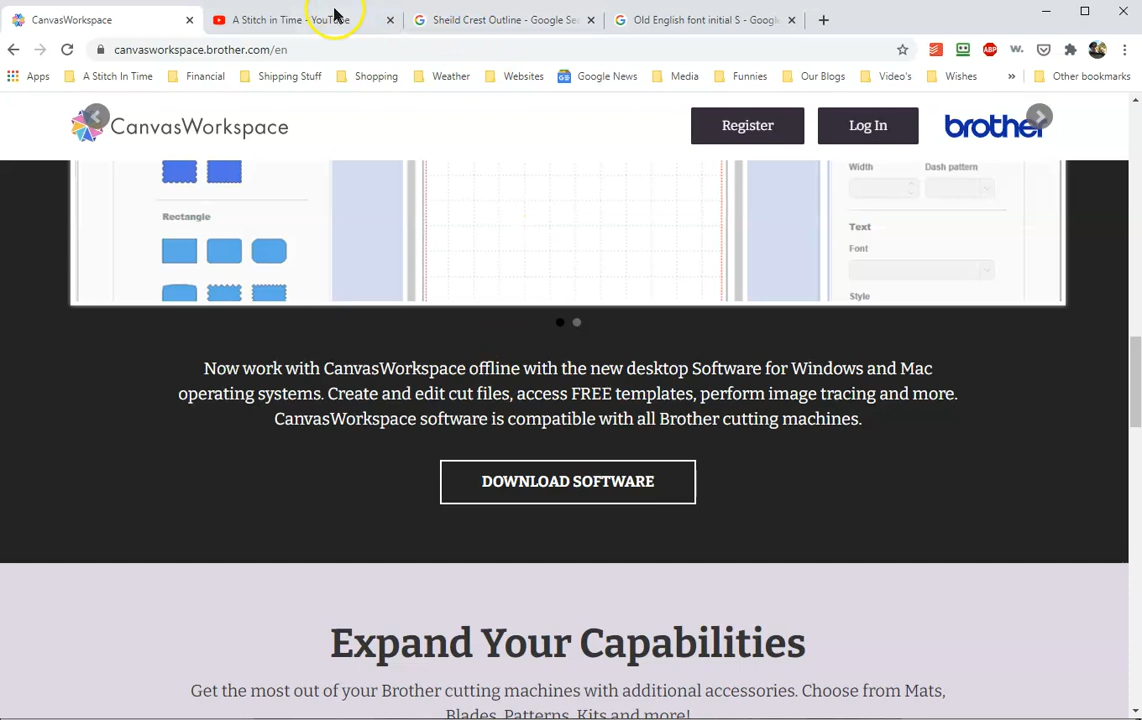 CanvasWorkspace
A Stitch in Time - YouTube
Sheild Crest Outline - Google Se
Old English font initial S - Googl
canvasworkspace.brother.com/en
Apps
A Stitch In Time
Financial
Shipping Stuff
Shopping
Weather
Websites
Google News
Media
Funnies
Our Blogs
Video's
Wishes
»
Other bookmarks
CanvasWorkspace
Register
Log In
brother
Width
Dash pattern
Rectangle
Text
Font
Style
Now work with CanvasWorkspace offline with the new desktop Software for Windows and Mac
operating systems. Create and edit cut files, access FREE templates, perform image tracing and more.
CanvasWorkspace software is compatible with all Brother cutting machines.
DOWNLOAD SOFTWARE
Expand Your Capabilities
Get the most out of your Brother cutting machines with additional accessories. Choose from Mats,
Blades, Patterns, Kits and more!